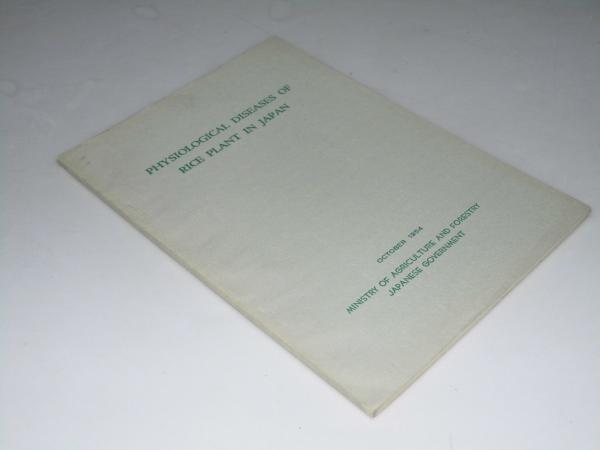 PHYSIOLOGICAL DISEASES OF
RICE PLANT IN JAPAN
OCTOBER 1954
MINISTRY OF AGRICULTURE AND FORESTRY
JAPANESE GOVERNMENT